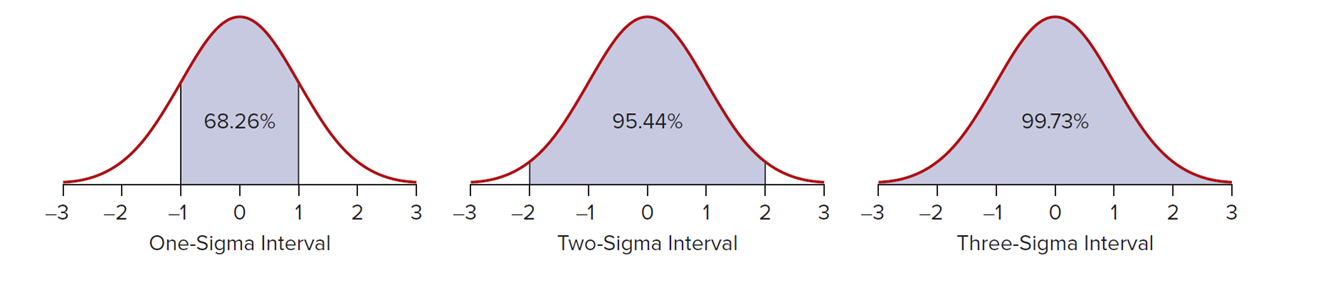 68.26% 95.44% 99.73%
–3 –2 –1 0 1 2 3 –3 –2 –1 0 1 2 3 –3 –2 –1 0 1 2 3
One-Sigma Interval Two-Sigma Interval Three-Sigma Interval